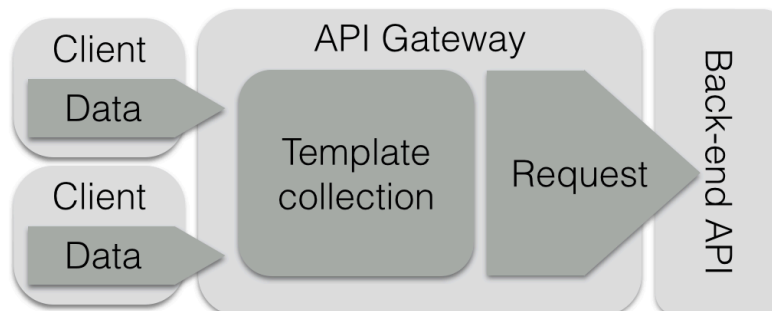 Client
Data
Client
Data
API Gateway
Template
collection
Request
Back-end API